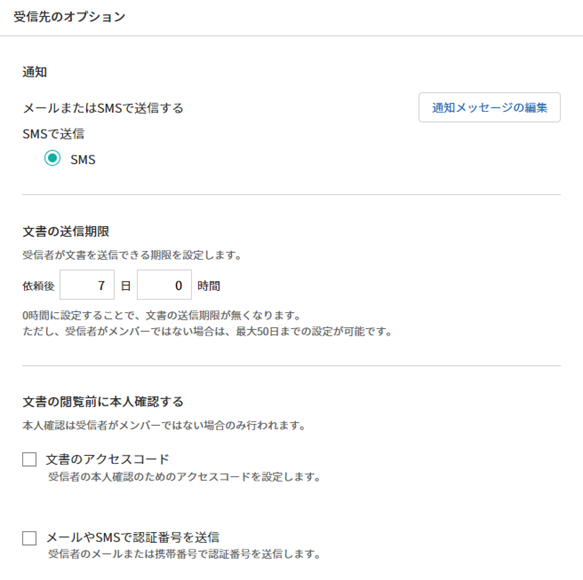 受信先のオプション
通知
メールまたはSMSで送信する
通知メッセージの編集
SMSで送信
SMS
文書の送信期限
受信者が文書を送信できる期限を設定します。
依頼後 7 日 0 時間
0時間に設定することで、文書の送信期限が無くなります。
ただし、受信者がメンバーではない場合は、最大50日までの設定が可能です。
文書の閲覧前に本人確認する
本人確認は受信者がメンバーではない場合のみ行われます。
文書のアクセスコード
受信者の本人確認のためのアクセスコードを設定します。
メールやSMSで認証番号を送信
受信者のメールまたは携帯番号で認証番号を送信します。